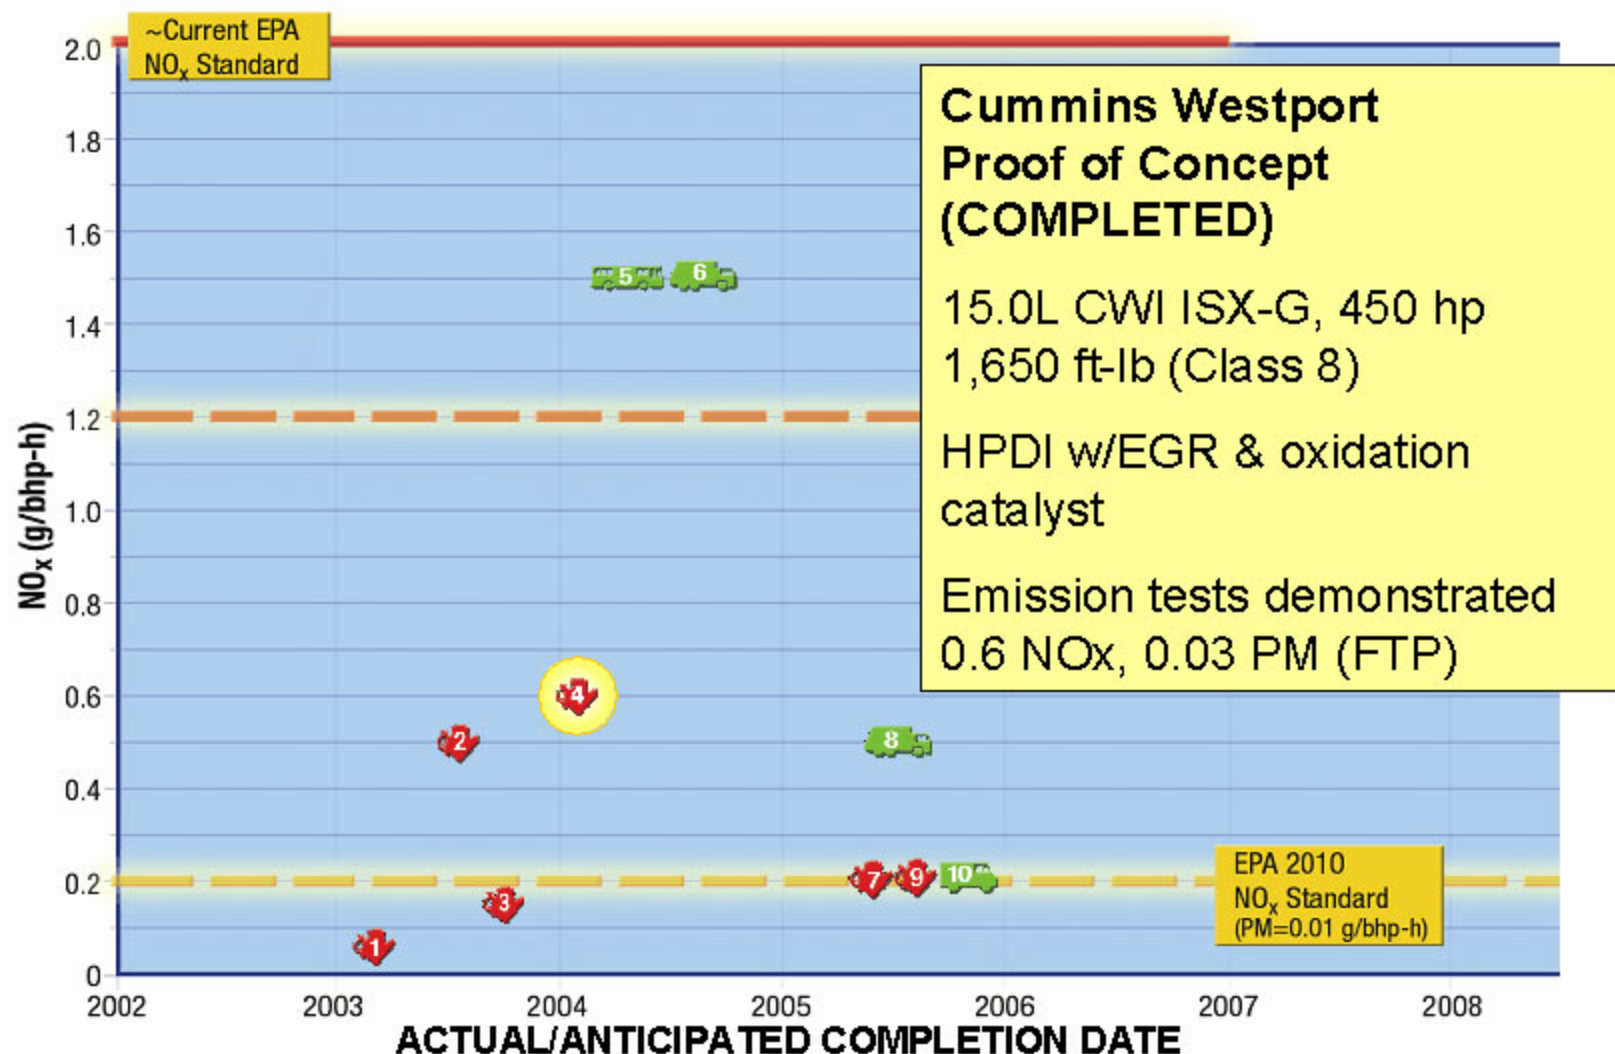 ~Current EPA
NOx Standard
2.0
1.8
1.6
1.4
1.2
1.0
0.8
0.6
0.4
0.2
0
NOx (g/bhp-h)
Cummins Westport
Proof of Concept
(COMPLETED)
15.0L CWI ISX-G, 450 hp
1,650 ft-lb (Class 8)
HPDI w/EGR & oxidation
catalyst
Emission tests demonstrated
0.6 NOx, 0.03 PM (FTP)
5
6
4
2
8
7
9
10
3
1
EPA 2010
NOx Standard
(PM=0.01 g/bhp-h)
2002 2003 2004 2005 2006 2007 2008
ACTUAL/ANTICIPATED COMPLETION DATE